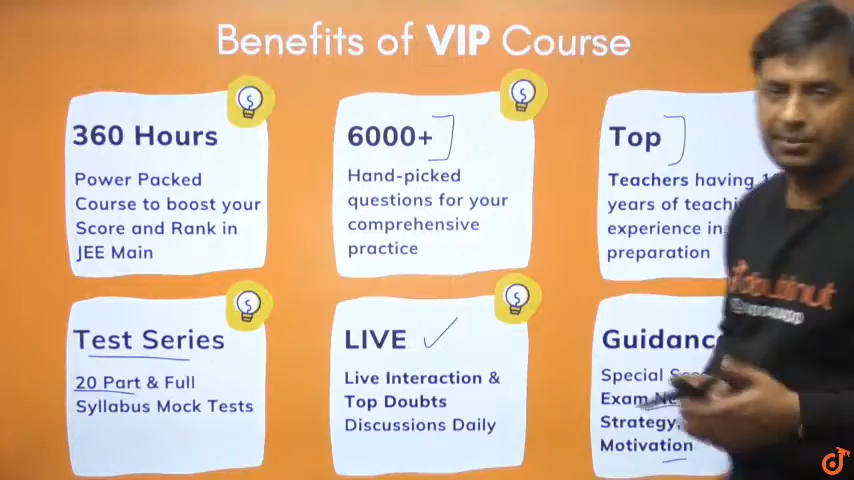 Benefits of VIP Course
360 Hours
Power Packed
Course to boost your
Score and Rank in
JEE Main
6000+
Hand-picked
questions for your
comprehensive
practice
Top
Teachers having
years of
experience in
preparation
Test Series
20 Part & Full
Syllabus Mock Tests
LIVE
Live Interaction &
Top Doubts
Discussions Daily
Guidance
Special
Exam
Strategy,
Motivation
doubtnut